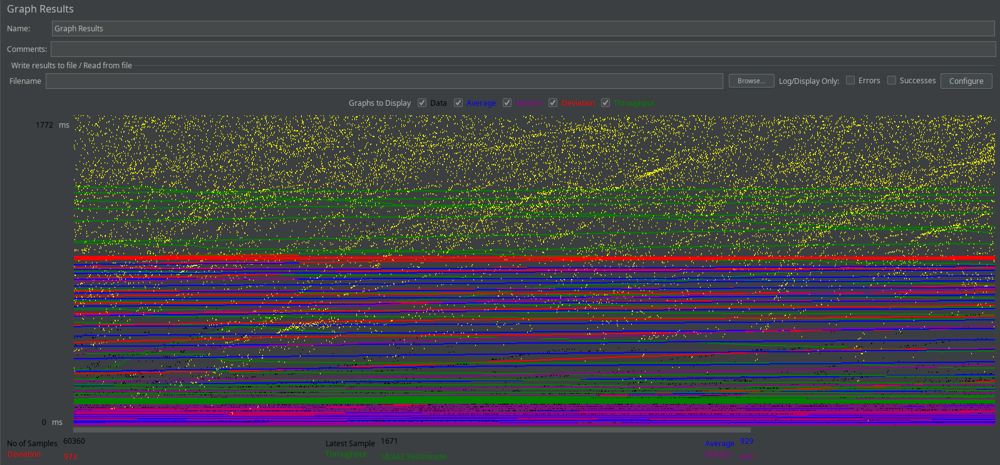 Graph Results
Name: Graph Results
Comments:
Write results to file / Read from file
Filename Browse... Log/Display Only: Errors Successes Configure
Graphs to Display Data Average Median Deviation Throughput
1772 ms
0 ms
No of Samples 60360 Latest Sample 1671 Average 929
Deviation 973 Throughput 58,943.394/minute Median